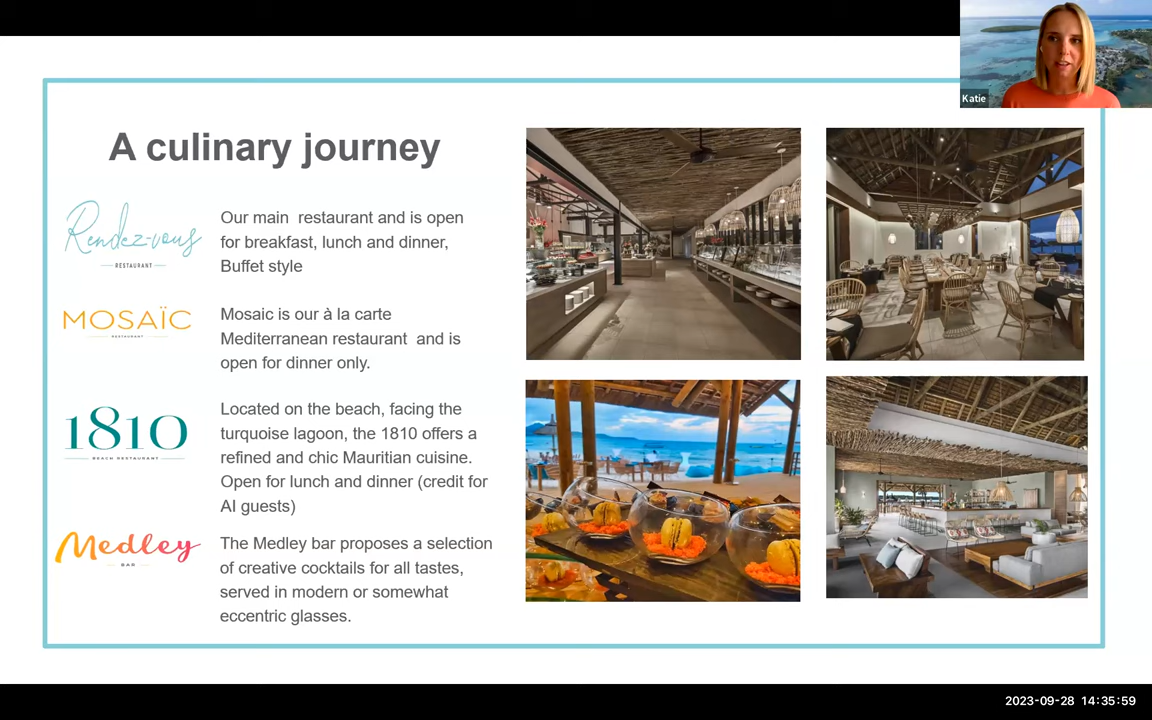 Katie
A culinary journey
Rendez-vous
RESTAURANT
Our main restaurant and is open
for breakfast, lunch and dinner,
Buffet style
MOSAÏC
RESTAURANT
Mosaic is our à la carte
Mediterranean restaurant and is
open for dinner only.
1810
BEACH RESTAURANT
Located on the beach, facing the
turquoise lagoon, the 1810 offers a
refined and chic Mauritian cuisine.
Open for lunch and dinner (credit for
AI guests)
Medley
BAR
The Medley bar proposes a selection
of creative cocktails for all tastes,
served in modern or somewhat
eccentric glasses.
2023-09-28 14:35:59